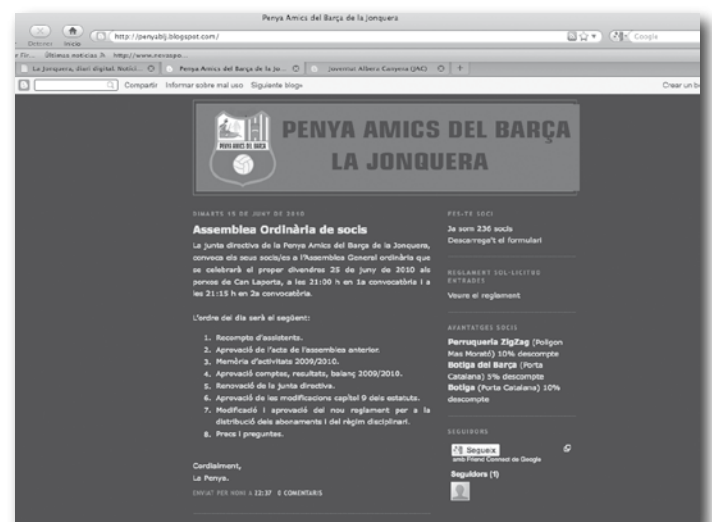 Penya Amics del Barça de la Jonquera
Detener Inicio
http://penyablj.blogspot.com/
Google
Últimas noticias
La Jonquera, diari digital. Notíci...
Penya Amics del Barça de la Jo...
Joventut Albera Canyera (JAC)
Compartir Informar sobre mal uso Siguiente blog»
Crear un
PENYA AMICS DEL BARÇA
LA JONQUERA
PENYA AMICS DEL BARÇA
DIMARTS 15 DE JUNY DE 2010
Assemblea Ordinària de socis
La junta directiva de la Penya Amics del Barça de la Jonquera,
convoca els seus socis/es a l'Assemblea General ordinària que
se celebrarà el proper divendres 25 de juny de 2010 als
porxos de Can Laporta, a les 21:00 h en 1a convocatòria i a
les 21:15 h en 2a convocatòria.
L'ordre del dia serà el següent:
1. Recompte d'assistents.
2. Aprovació de l'acta de l'assemblea anterior.
3. Memòria d'activitats 2009/2010.
4. Aprovació comptes, resultats, balanç 2009/2010.
5. Renovació de la junta directiva.
6. Aprovació de les modificacions capítol 9 dels estatuts.
7. Modificació i aprovació del nou reglament per a la
distribució dels abonaments i del règim disciplinari.
8. Precs i preguntes.
Cordialment,
La Penya.
ENVIAT PER NONI A 12:37 0 COMENTARIS
FES-TE SOCI
Ja som 236 socis
Descarrega't el formulari
REGLAMENT SOL·LICITUD
ENTRADES
Veure el reglament
AVANTATGES SOCIS
Perruqueria ZigZag (Polígon
Mas Morató) 10% descompte
Botiga del Barça (Porta
Catalana) 5% descompte
Botiga (Porta Catalana) 10%
descompte
SEGUIDORS
Segueix
amb Friend Connect de Google
Seguidors (1)